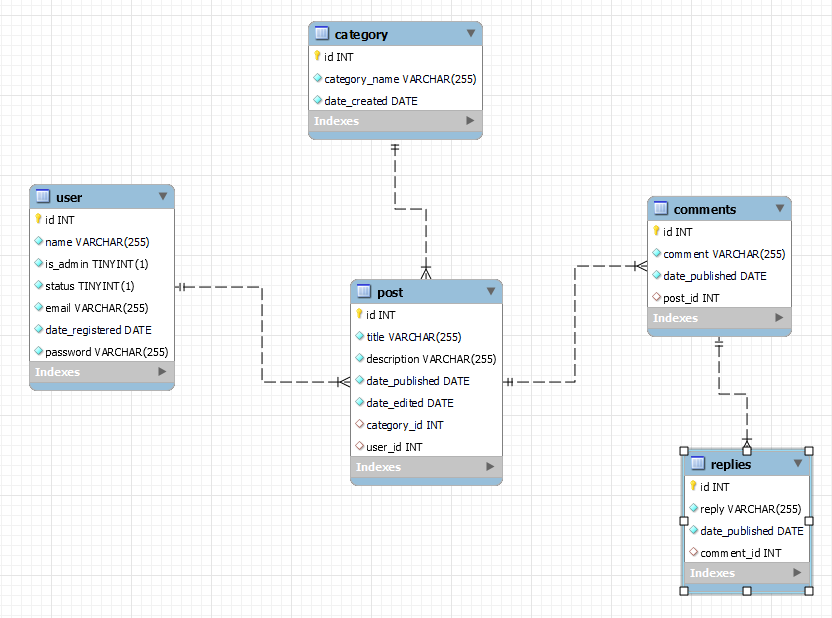 category
id INT
category_name VARCHAR(255)
date_created DATE
Indexes
user
id INT
name VARCHAR(255)
is_admin TINYINT(1)
status TINYINT(1)
email VARCHAR(255)
date_registered DATE
password VARCHAR(255)
Indexes
post
id INT
title VARCHAR(255)
description VARCHAR(255)
date_published DATE
date_edited DATE
category_id INT
user_id INT
Indexes
comments
id INT
comment VARCHAR(255)
date_published DATE
post_id INT
Indexes
replies
id INT
reply VARCHAR(255)
date_published DATE
comment_id INT
Indexes